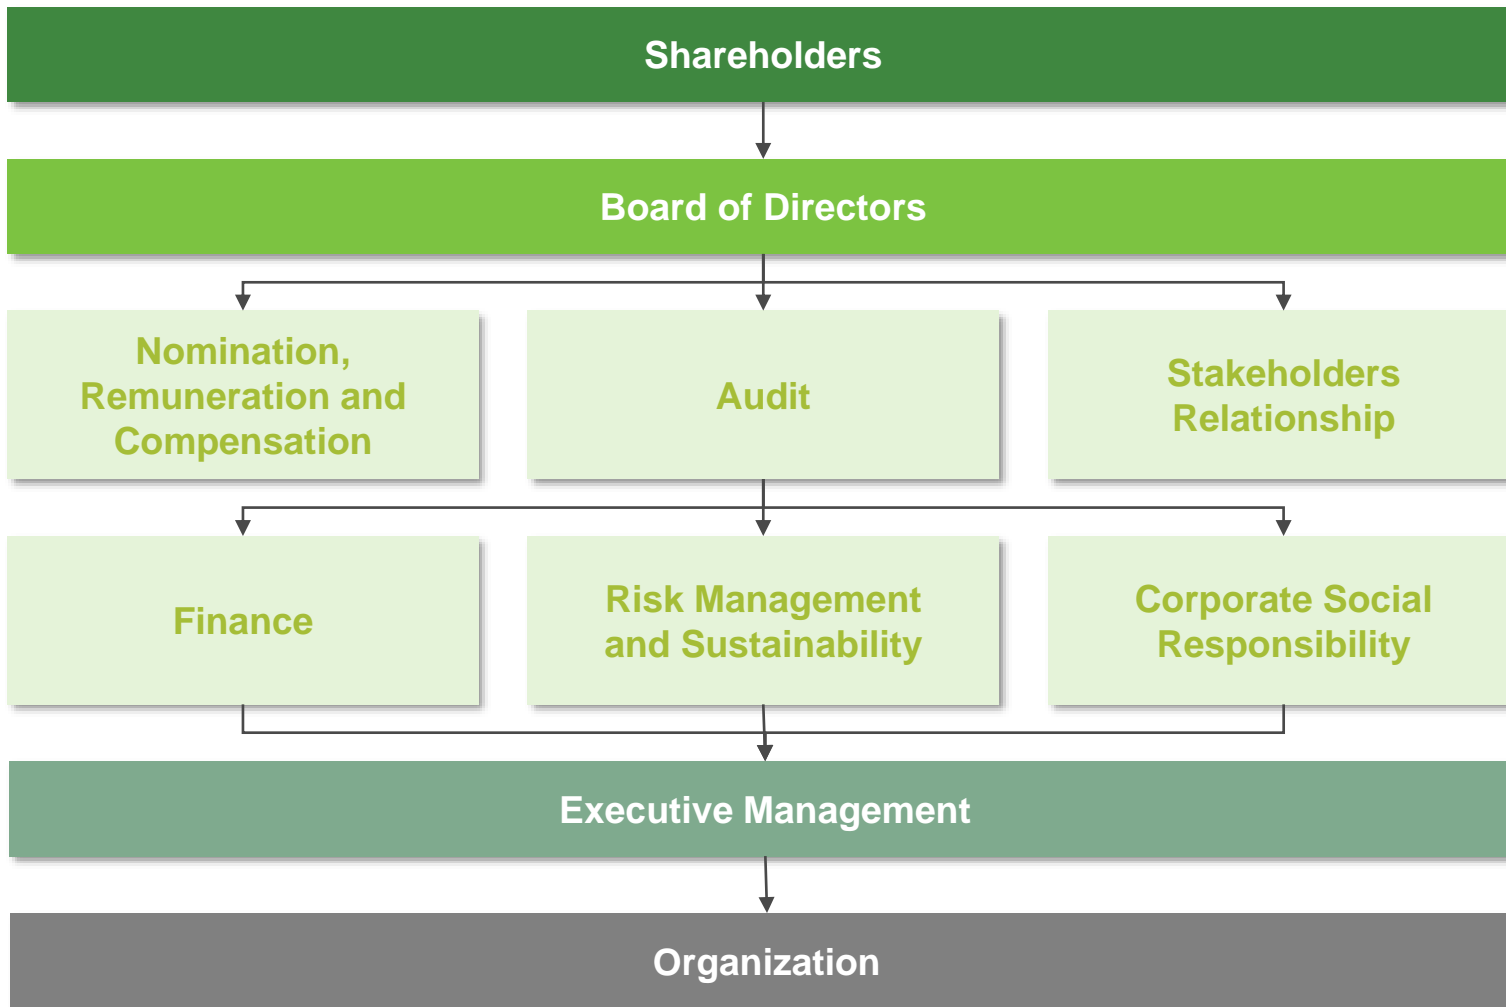 Shareholders
Board of Directors
Nomination,
Remuneration and
Compensation
Audit
Stakeholders
Relationship
Finance
Risk Management
and Sustainability
Corporate Social
Responsibility
Executive Management
Organization